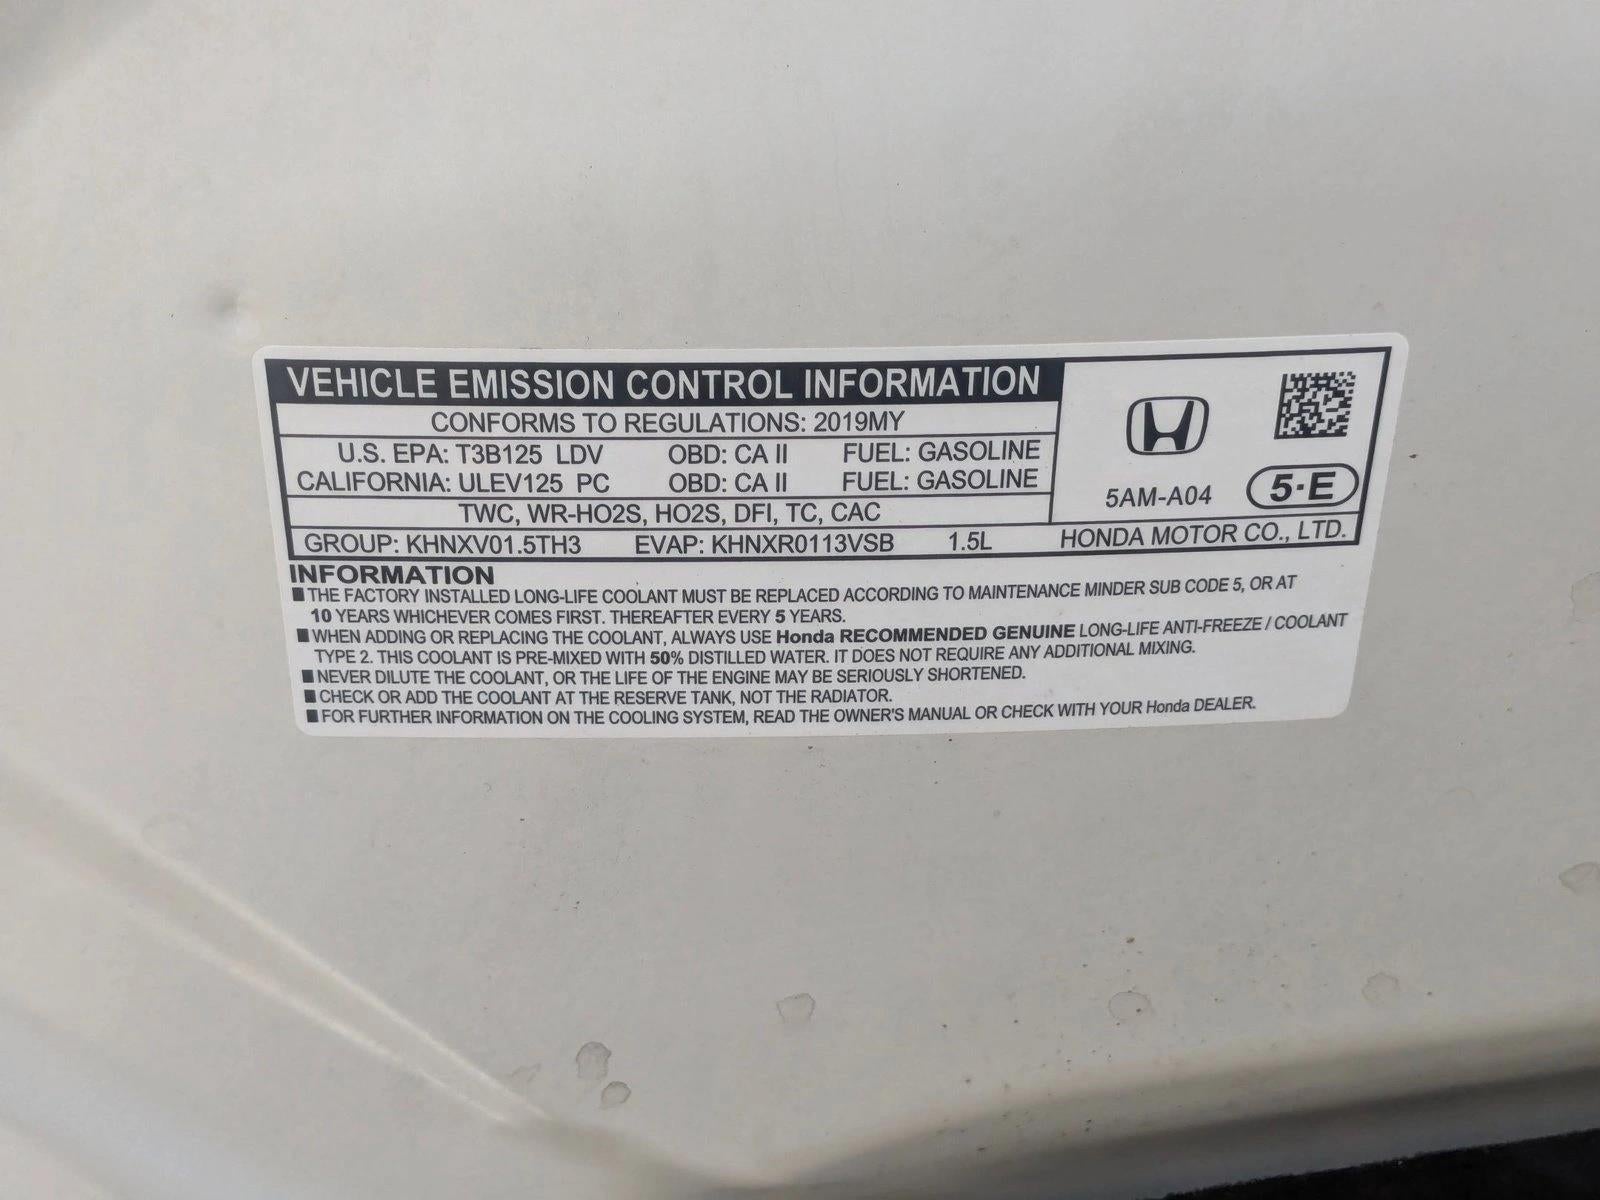 VEHICLE EMISSION CONTROL INFORMATION
CONFORMS TO REGULATIONS: 2019MY
U.S. EPA: T3B125 LDV OBD: CA II FUEL: GASOLINE
CALIFORNIA: ULEV125 PC OBD: CA II FUEL: GASOLINE
TWC, WR-HO2S, HO2S, DFI, TC, CAC
GROUP: KHNXV01.5TH3 EVAP: KHNXR0113VSB 1.5L
5AM-A04 5·E
HONDA MOTOR CO., LTD.
INFORMATION
■ THE FACTORY INSTALLED LONG-LIFE COOLANT MUST BE REPLACED ACCORDING TO MAINTENANCE MINDER SUB CODE 5, OR AT
10 YEARS WHICHEVER COMES FIRST. THEREAFTER EVERY 5 YEARS.
■ WHEN ADDING OR REPLACING THE COOLANT, ALWAYS USE Honda RECOMMENDED GENUINE LONG-LIFE ANTI-FREEZE / COOLANT
TYPE 2. THIS COOLANT IS PRE-MIXED WITH 50% DISTILLED WATER. IT DOES NOT REQUIRE ANY ADDITIONAL MIXING.
■ NEVER DILUTE THE COOLANT, OR THE LIFE OF THE ENGINE MAY BE SERIOUSLY SHORTENED.
■ CHECK OR ADD THE COOLANT AT THE RESERVE TANK, NOT THE RADIATOR.
■ FOR FURTHER INFORMATION ON THE COOLING SYSTEM, READ THE OWNER'S MANUAL OR CHECK WITH YOUR Honda DEALER.